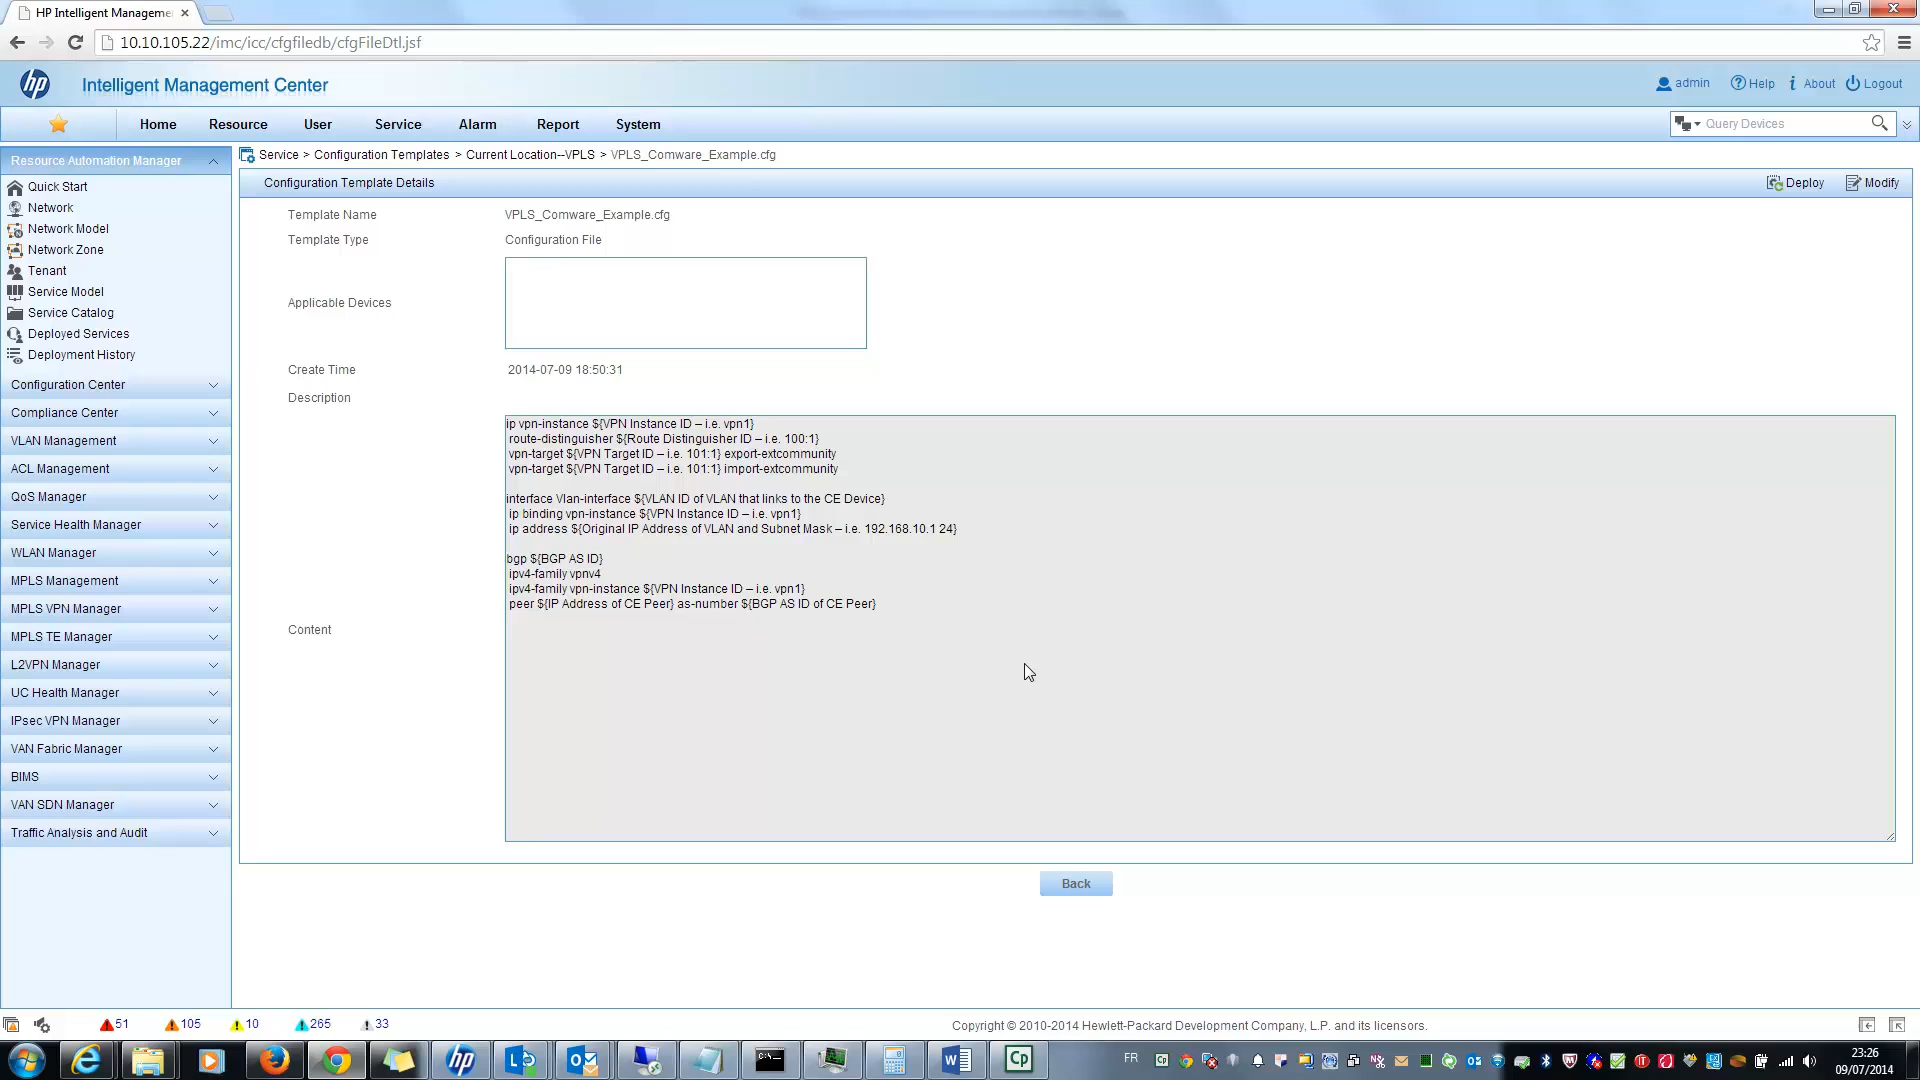 HP Intelligent Manageme
10.10.105.22/imc/icc/cfgfiledb/cfgFileDtl.jsf
hp Intelligent Management Center
admin Help About Logout
Home Resource User Service Alarm Report System
Query Devices
Resource Automation Manager
Quick Start
Network
Network Model
Network Zone
Tenant
Service Model
Service Catalog
Deployed Services
Deployment History
Configuration Center
Compliance Center
VLAN Management
ACL Management
QoS Manager
Service Health Manager
WLAN Manager
MPLS Management
MPLS VPN Manager
MPLS TE Manager
L2VPN Manager
UC Health Manager
IPsec VPN Manager
VAN Fabric Manager
BIMS
VAN SDN Manager
Traffic Analysis and Audit
Service > Configuration Templates > Current Location--VPLS > VPLS_Comware_Example.cfg
Configuration Template Details
Deploy Modify
Template Name VPLS_Comware_Example.cfg
Template Type Configuration File
Applicable Devices
Create Time 2014-07-09 18:50:31
Description
Content
ip vpn-instance ${VPN Instance ID – i.e. vpn1}
route-distinguisher ${Route Distinguisher ID – i.e. 100:1}
vpn-target ${VPN Target ID – i.e. 101:1} export-extcommunity
vpn-target ${VPN Target ID – i.e. 101:1} import-extcommunity
interface Vlan-interface ${VLAN ID of VLAN that links to the CE Device}
ip binding vpn-instance ${VPN Instance ID – i.e. vpn1}
ip address ${Original IP Address of VLAN and Subnet Mask – i.e. 192.168.10.1 24}
bgp ${BGP AS ID}
ipv4-family vpnv4
ipv4-family vpn-instance ${VPN Instance ID – i.e. vpn1}
peer ${IP Address of CE Peer} as-number ${BGP AS ID of CE Peer}
Back
51 105 10 265 33
Copyright © 2010-2014 Hewlett-Packard Development Company, L.P. and its licensors.
FR
23:26
09/07/2014